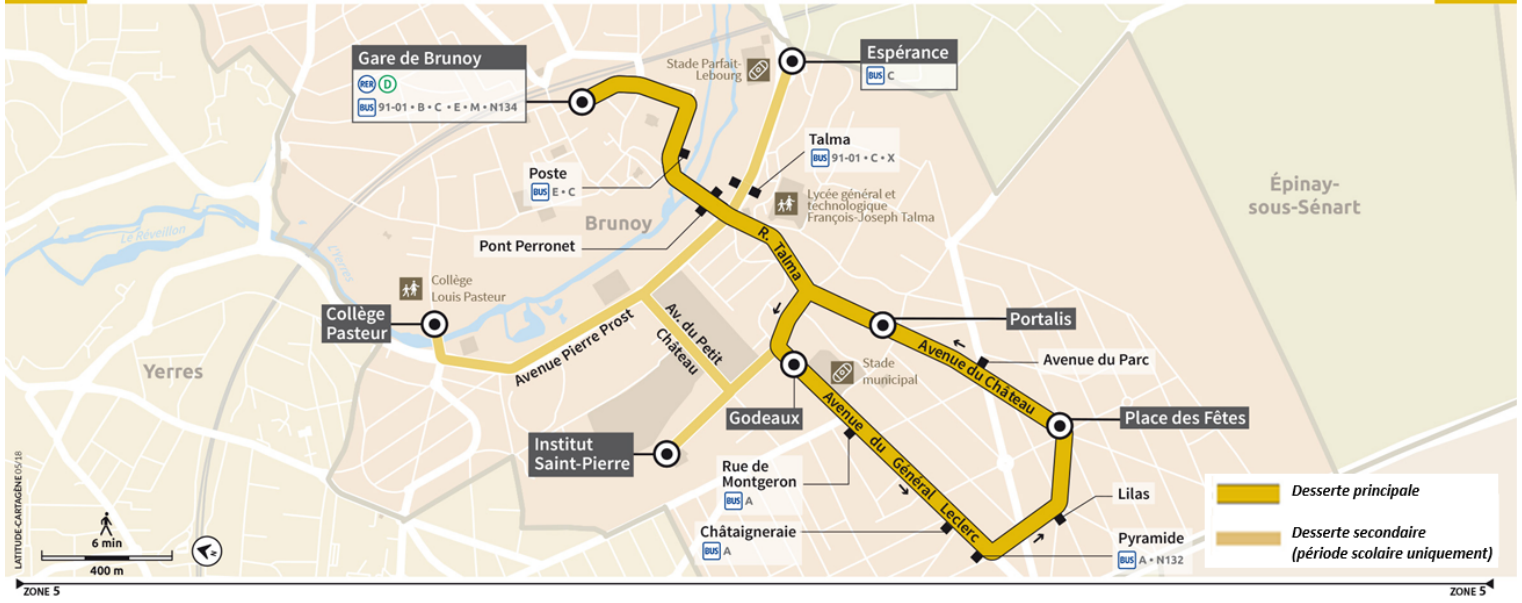 Gare de Brunoy
RER D
BUS 91-01 • B • C • E • M • N134
Stade Parfait-
Lebourg
Espérance
BUS C
Talma
BUS 91-01 • C • X
Poste
BUS E • C
Lycée général et
technologique
François-Joseph Talma
Épinay-
sous-Sénart
Brunoy
Pont Perronet
R. Talma
Le Réveillon
L'Yerres
Collège
Louis Pasteur
Collège
Pasteur
Avenue Pierre Prost
Av. du Petit
Château
Portalis
Avenue du Château
Avenue du Parc
Yerres
Stade
municipal
Godeaux
Avenue du Général Leclerc
Place des Fêtes
Institut
Saint-Pierre
Rue de
Montgeron
BUS A
Châtaigneraie
BUS A
Lilas
Pyramide
BUS A • N132
Desserte principale
Desserte secondaire
(période scolaire uniquement)
LATITUDE-CARTAGÈNE 05/18
6 min
400 m
N
ZONE 5
ZONE 5